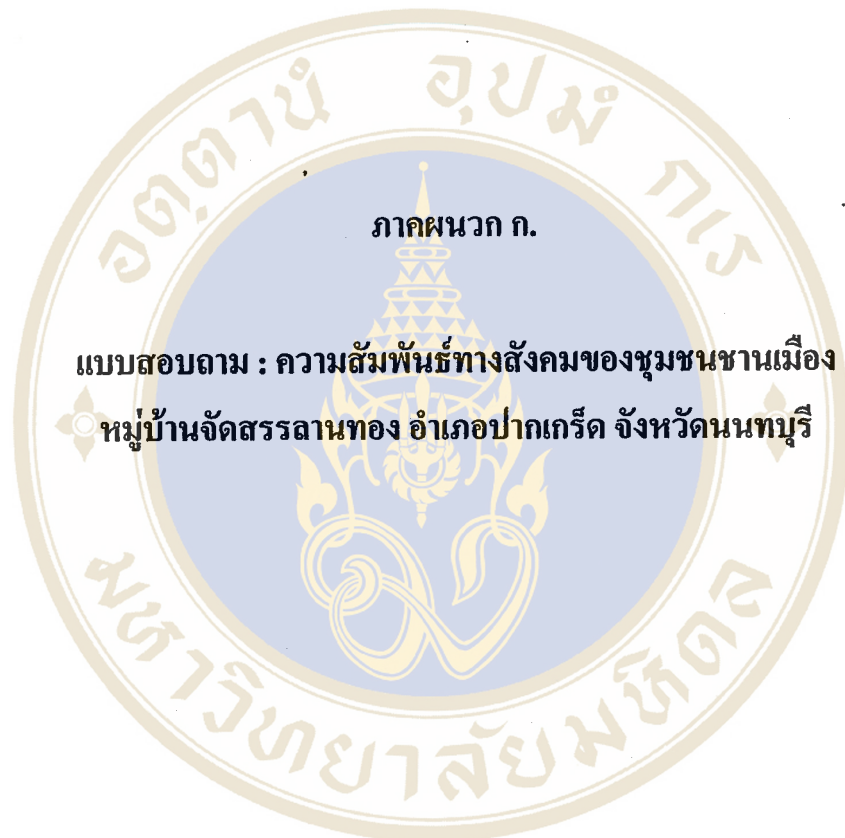 อตฺตานํ อุปมํ กเร
ภาคผนวก ก.
แบบสอบถาม : ความสัมพันธ์ทางสังคมของชุมชนชานเมือง
หมู่บ้านจัดสรรลานทอง อำเภอปากเกร็ด จังหวัดนนทบุรี
มหาวิทยาลัยมหิดล